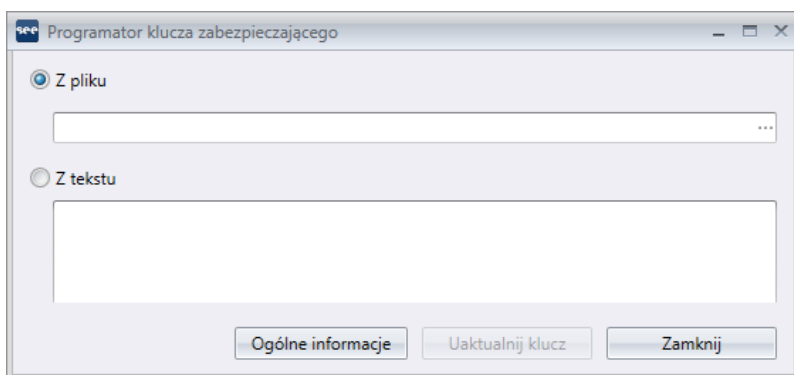 see Programator klucza zabezpieczającego
Z pliku
...
Z tekstu
Ogólne informacje Uaktualnij klucz Zamknij